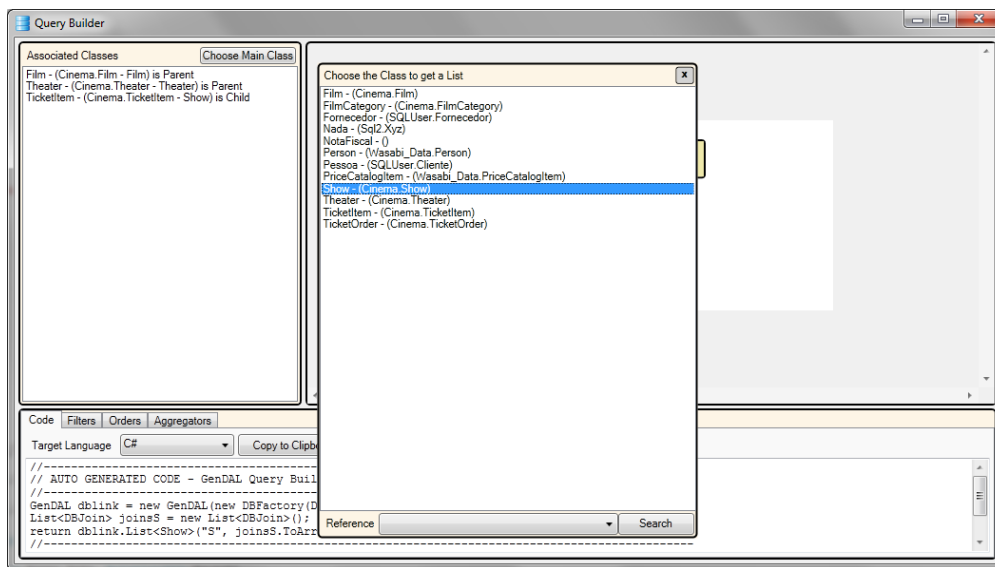 Query Builder
Associated Classes
Choose Main Class
Film - (Cinema.Film - Film) is Parent
Theater - (Cinema.Theater - Theater) is Parent
TicketItem - (Cinema.TicketItem - Show) is Child
Choose the Class to get a List
x
Film - (Cinema.Film)
FilmCategory - (Cinema.FilmCategory)
Fornecedor - (SQLUser.Fornecedor)
Nada - (Sql2.Xyz)
NotaFiscal - ()
Person - (Wasabi_Data.Person)
Pessoa - (SQLUser.Cliente)
PriceCatalogItem - (Wasabi_Data.PriceCatalogItem)
Show - (Cinema.Show)
Theater - (Cinema.Theater)
TicketItem - (Cinema.TicketItem)
TicketOrder - (Cinema.TicketOrder)
Reference
Search
Code Filters Orders Aggregators
Target Language C# Copy to Clipb
//----------------------------------------
// AUTO GENERATED CODE - GenDAL Query Buil
//----------------------------------------
GenDAL dblink = new GenDAL(new DBFactory(D
List<DBJoin> joinsS = new List<DBJoin>();
return dblink.List<Show>("S", joinsS.ToArr
//----------------------------------------------------------------------------------------------